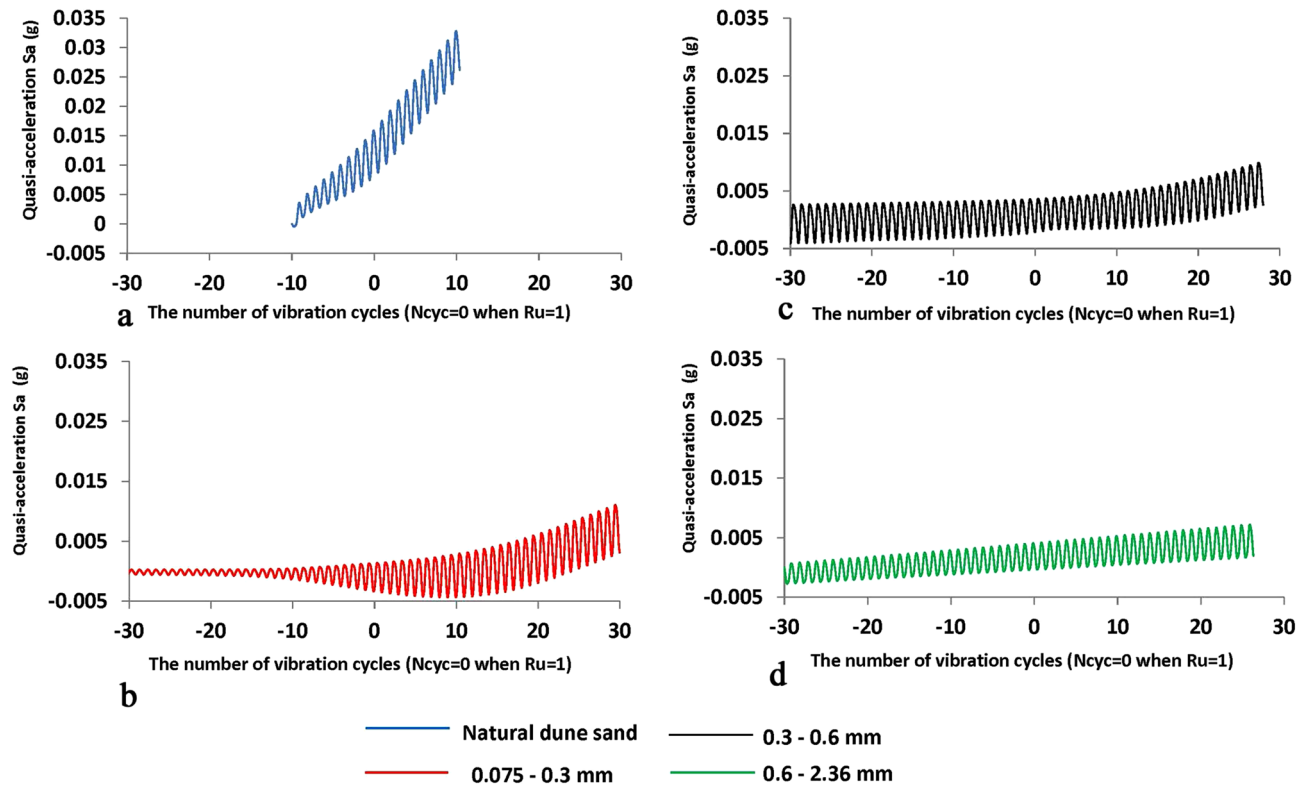 Quasi-acceleration Sa (g)
0.035
0.03
0.025
0.02
0.015
0.01
0.005
0
-0.005
-30 -20 -10 0 10 20 30
a The number of vibration cycles (Ncyc=0 when Ru=1)
Quasi-acceleration Sa (g)
0.035
0.025
0.015
0.005
-0.005
-30 -20 -10 0 10 20 30
c The number of vibration cycles (Ncyc=0 when Ru=1)
Quasi-acceleration Sa (g)
0.035
0.025
0.015
0.005
-0.005
-30 -20 -10 0 10 20 30
The number of vibration cycles (Ncyc=0 when Ru=1)
b
Quasi-acceleration Sa (g)
0.035
0.025
0.015
0.005
-0.005
-30 -20 -10 0 10 20 30
The number of vibration cycles (Ncyc=0 when Ru=1)
d
Natural dune sand
0.3 - 0.6 mm
0.075 - 0.3 mm
0.6 - 2.36 mm